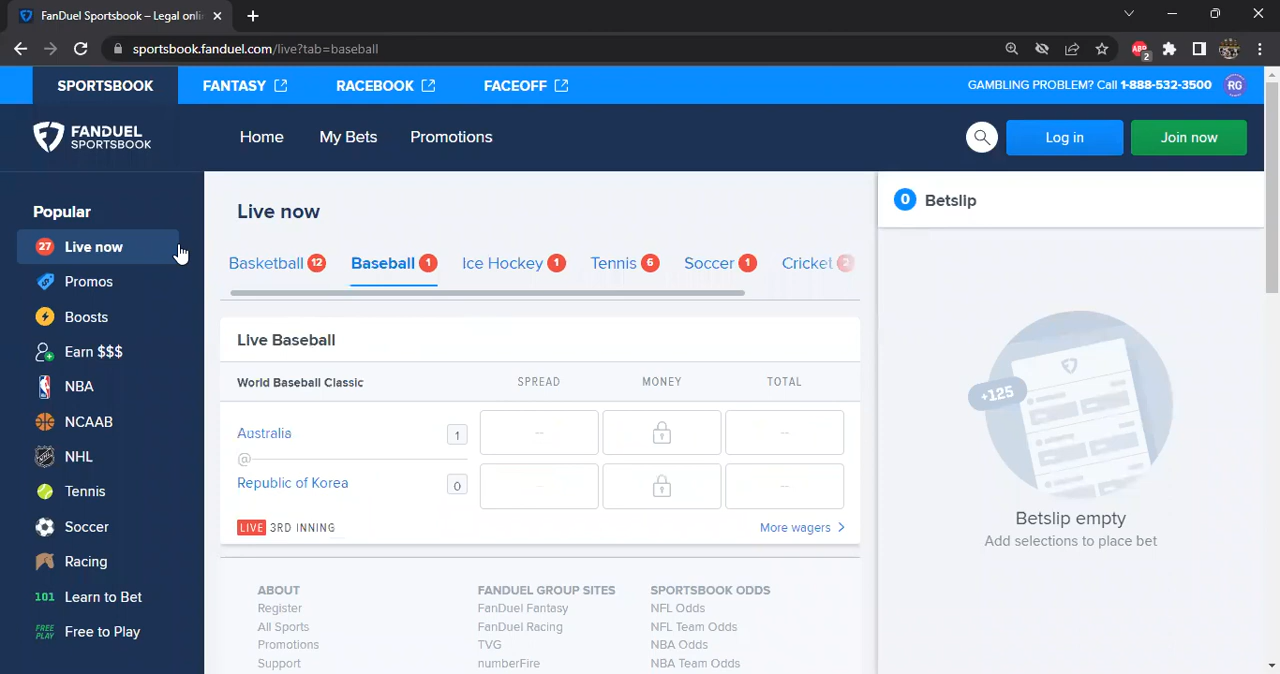 FanDuel Sportsbook – Legal onli
sportsbook.fanduel.com/live?tab=baseball
ABP 2
SPORTSBOOK FANTASY RACEBOOK FACEOFF GAMBLING PROBLEM? Call 1-888-532-3500 RG
FANDUEL
SPORTSBOOK
Home My Bets Promotions Log in Join now
Popular
27 Live now
Promos
Boosts
Earn $$$
NBA
NCAAB
NHL
Tennis
Soccer
Racing
101 Learn to Bet
FREE PLAY Free to Play
Live now
Basketball 12 Baseball 1 Ice Hockey 1 Tennis 6 Soccer 1 Cricket 2
Live Baseball
World Baseball Classic SPREAD MONEY TOTAL
Australia 1 -- --
@
Republic of Korea 0 -- --
LIVE 3RD INNING More wagers
ABOUT
Register
All Sports
Promotions
Support
FANDUEL GROUP SITES
FanDuel Fantasy
FanDuel Racing
TVG
numberFire
SPORTSBOOK ODDS
NFL Odds
NFL Team Odds
NBA Odds
NBA Team Odds
0 Betslip
+125
Betslip empty
Add selections to place bet